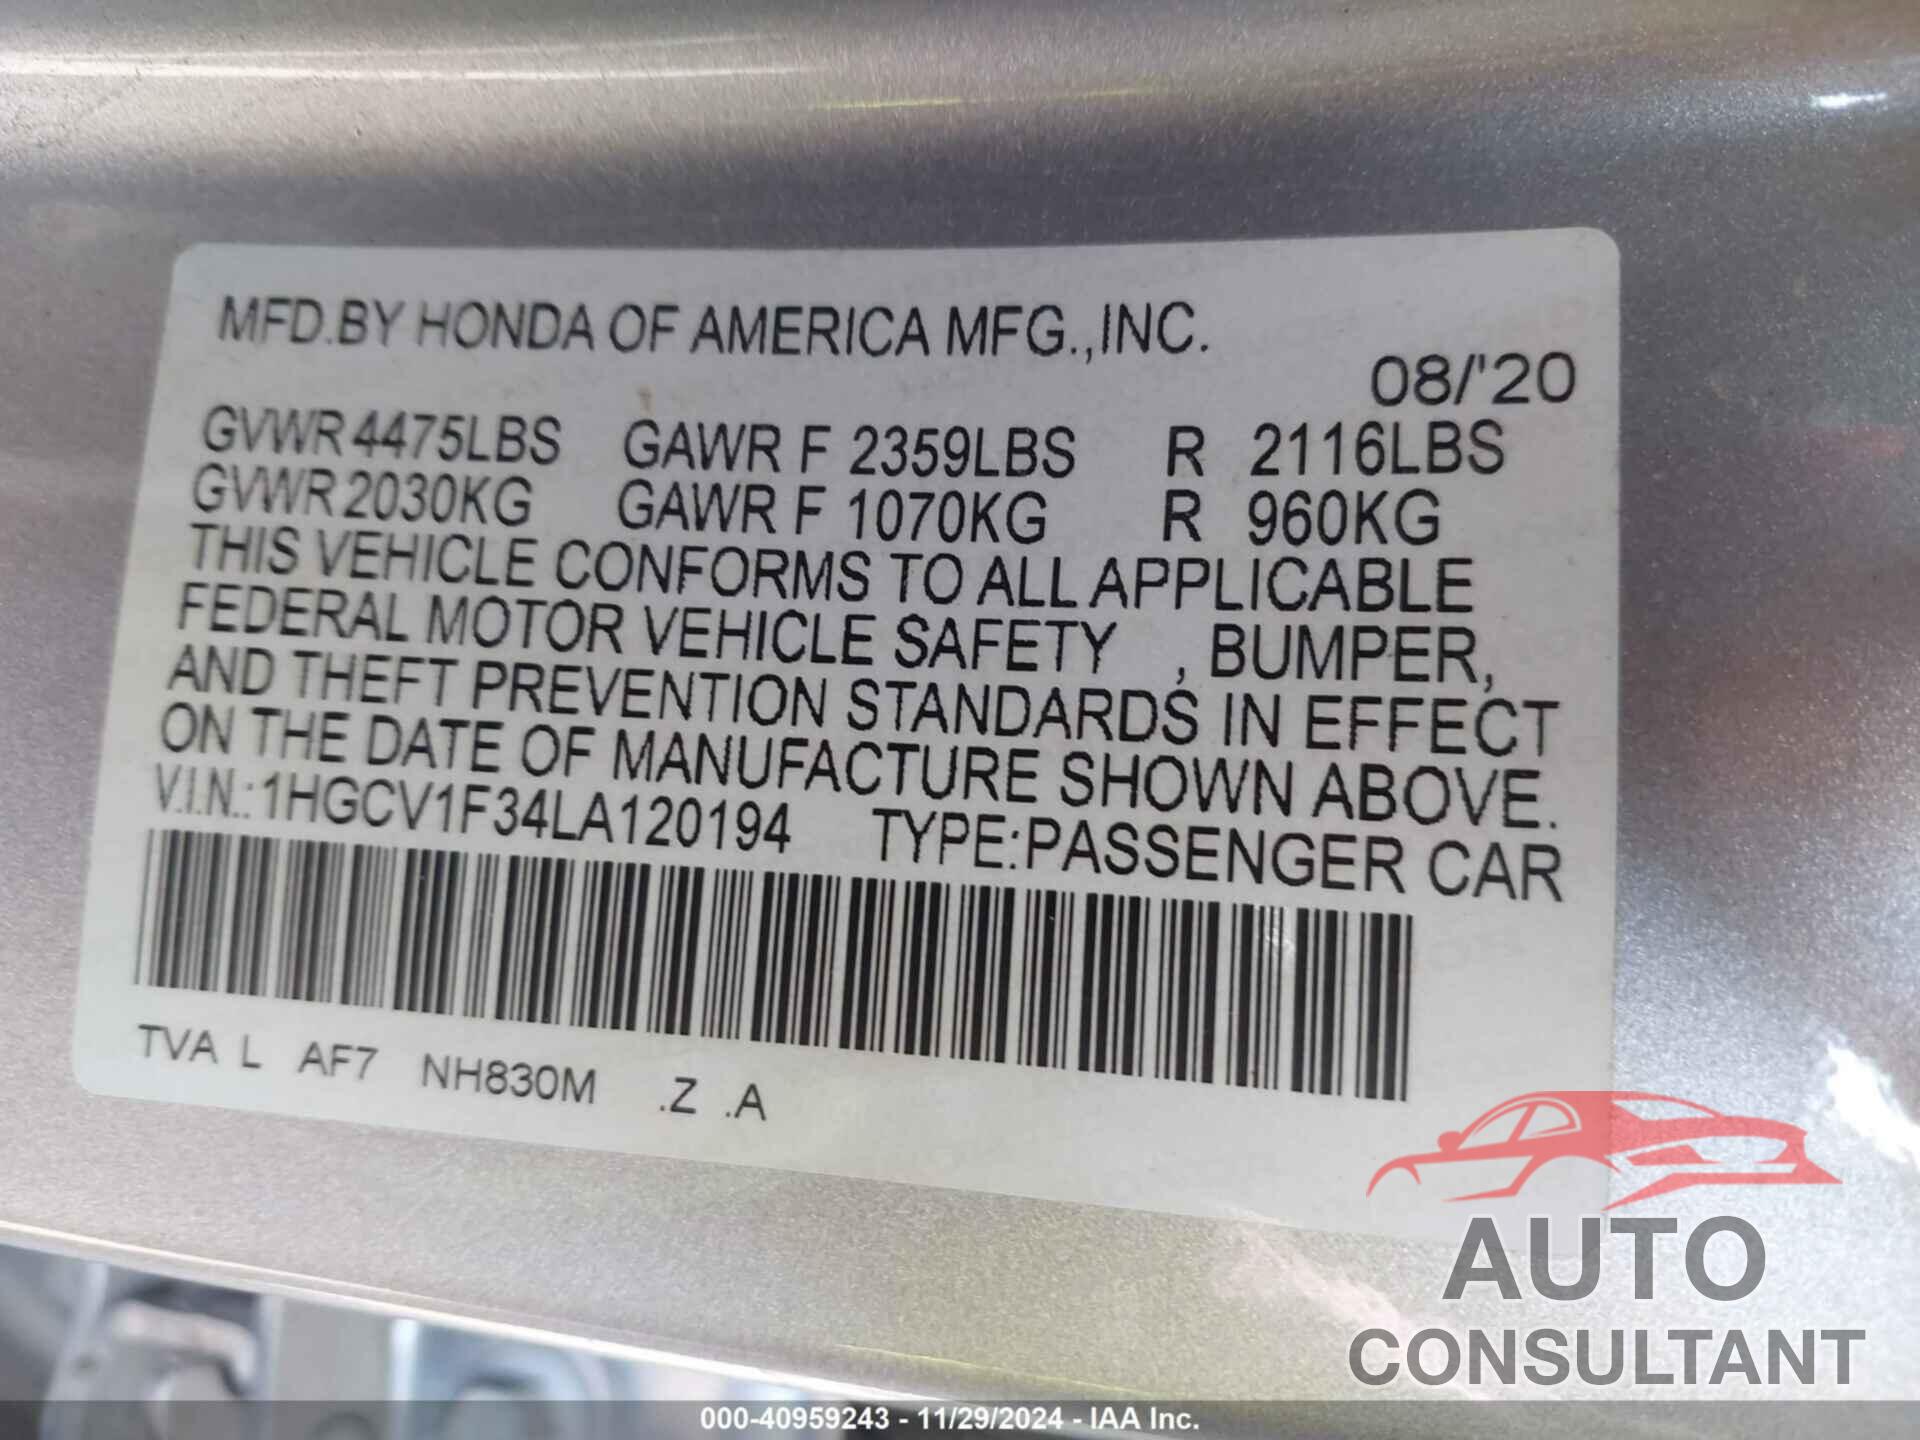 MFD.BY HONDA OF AMERICA MFG.,INC.
08/'20
GVWR 4475LBS GAWR F 2359LBS R 2116LBS
GVWR 2030KG GAWR F 1070KG R 960KG
THIS VEHICLE CONFORMS TO ALL APPLICABLE
FEDERAL MOTOR VEHICLE SAFETY , BUMPER,
AND THEFT PREVENTION STANDARDS IN EFFECT
ON THE DATE OF MANUFACTURE SHOWN ABOVE.
V.I.N.:1HGCV1F34LA120194 TYPE:PASSENGER CAR
TVA L AF7 NH830M .Z .A
AUTO
CONSULTANT
000-40959243 - 11/29/2024 - IAA Inc.